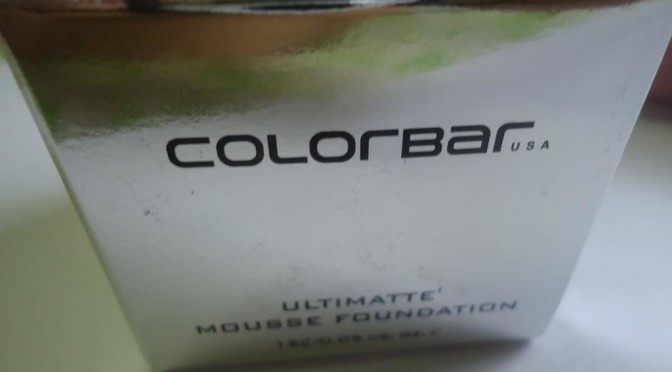 COLORBAR USA
ULTIMATTE'
MOUSSE FOUNDATION